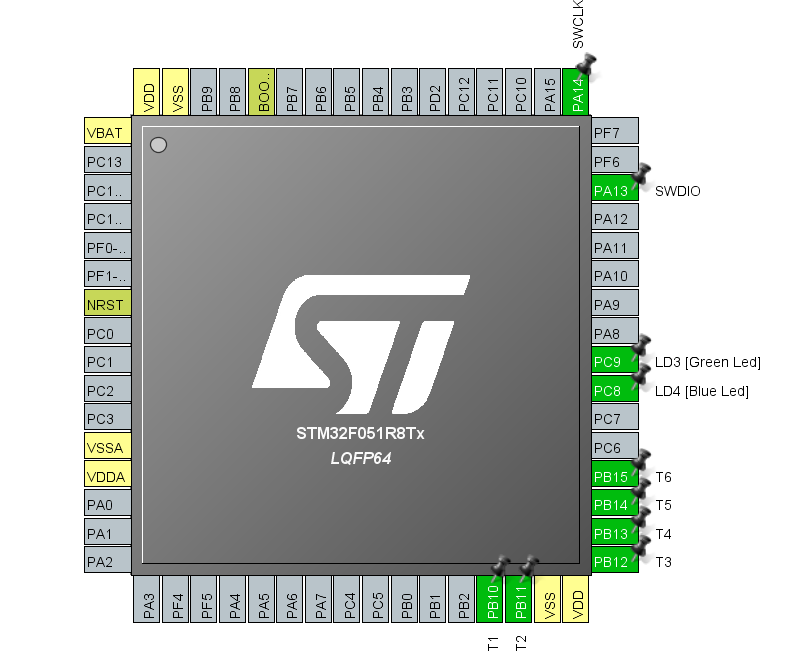 SWCLK
VDD
VSS
PB9
PB8
BOO..
PB7
PB6
PB5
PB4
PB3
PD2
PC12
PC11
PC10
PA15
PA14
VBAT
PC13
PC1..
PC1..
PF0-..
PF1-..
NRST
PC0
PC1
PC2
PC3
VSSA
VDDA
PA0
PA1
PA2
ST
STM32F051R8Tx
LQFP64
PF7
PF6
PA13 SWDIO
PA12
PA11
PA10
PA9
PA8
PC9 LD3 [Green Led]
PC8 LD4 [Blue Led]
PC7
PC6
PB15 T6
PB14 T5
PB13 T4
PB12 T3
PA3
PF4
PF5
PA4
PA5
PA6
PA7
PC4
PC5
PB0
PB1
PB2
PB10
PB11
VSS
VDD
T1
T2